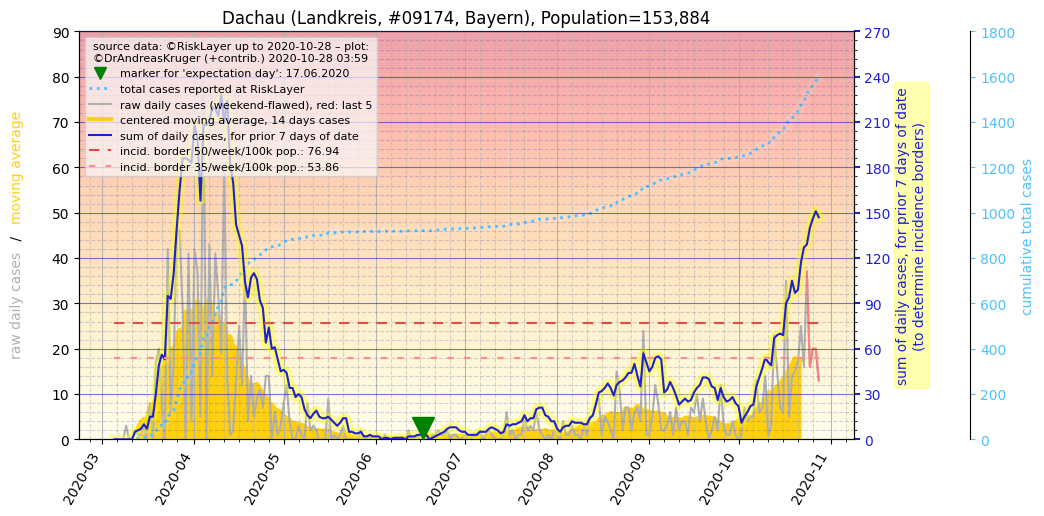 Dachau (Landkreis, #09174, Bayern), Population=153,884
source data: ©RiskLayer up to 2020-10-28 – plot:
©DrAndreasKruger (+contrib.) 2020-10-28 03:59
marker for 'expectation day': 17.06.2020
total cases reported at RiskLayer
raw daily cases (weekend-flawed), red: last 5
centered moving average, 14 days cases
sum of daily cases, for prior 7 days of date
incid. border 50/week/100k pop.: 76.94
incid. border 35/week/100k pop.: 53.86
raw daily cases / moving average
90
80
70
60
50
40
30
20
10
0
2020-03
2020-04
2020-05
2020-06
2020-07
2020-08
2020-09
2020-10
2020-11
270
240
210
180
150
120
90
60
30
0
sum of daily cases, for prior 7 days of date
(to determine incidence borders)
1800
1600
1400
1200
1000
800
600
400
200
0
cumulative total cases